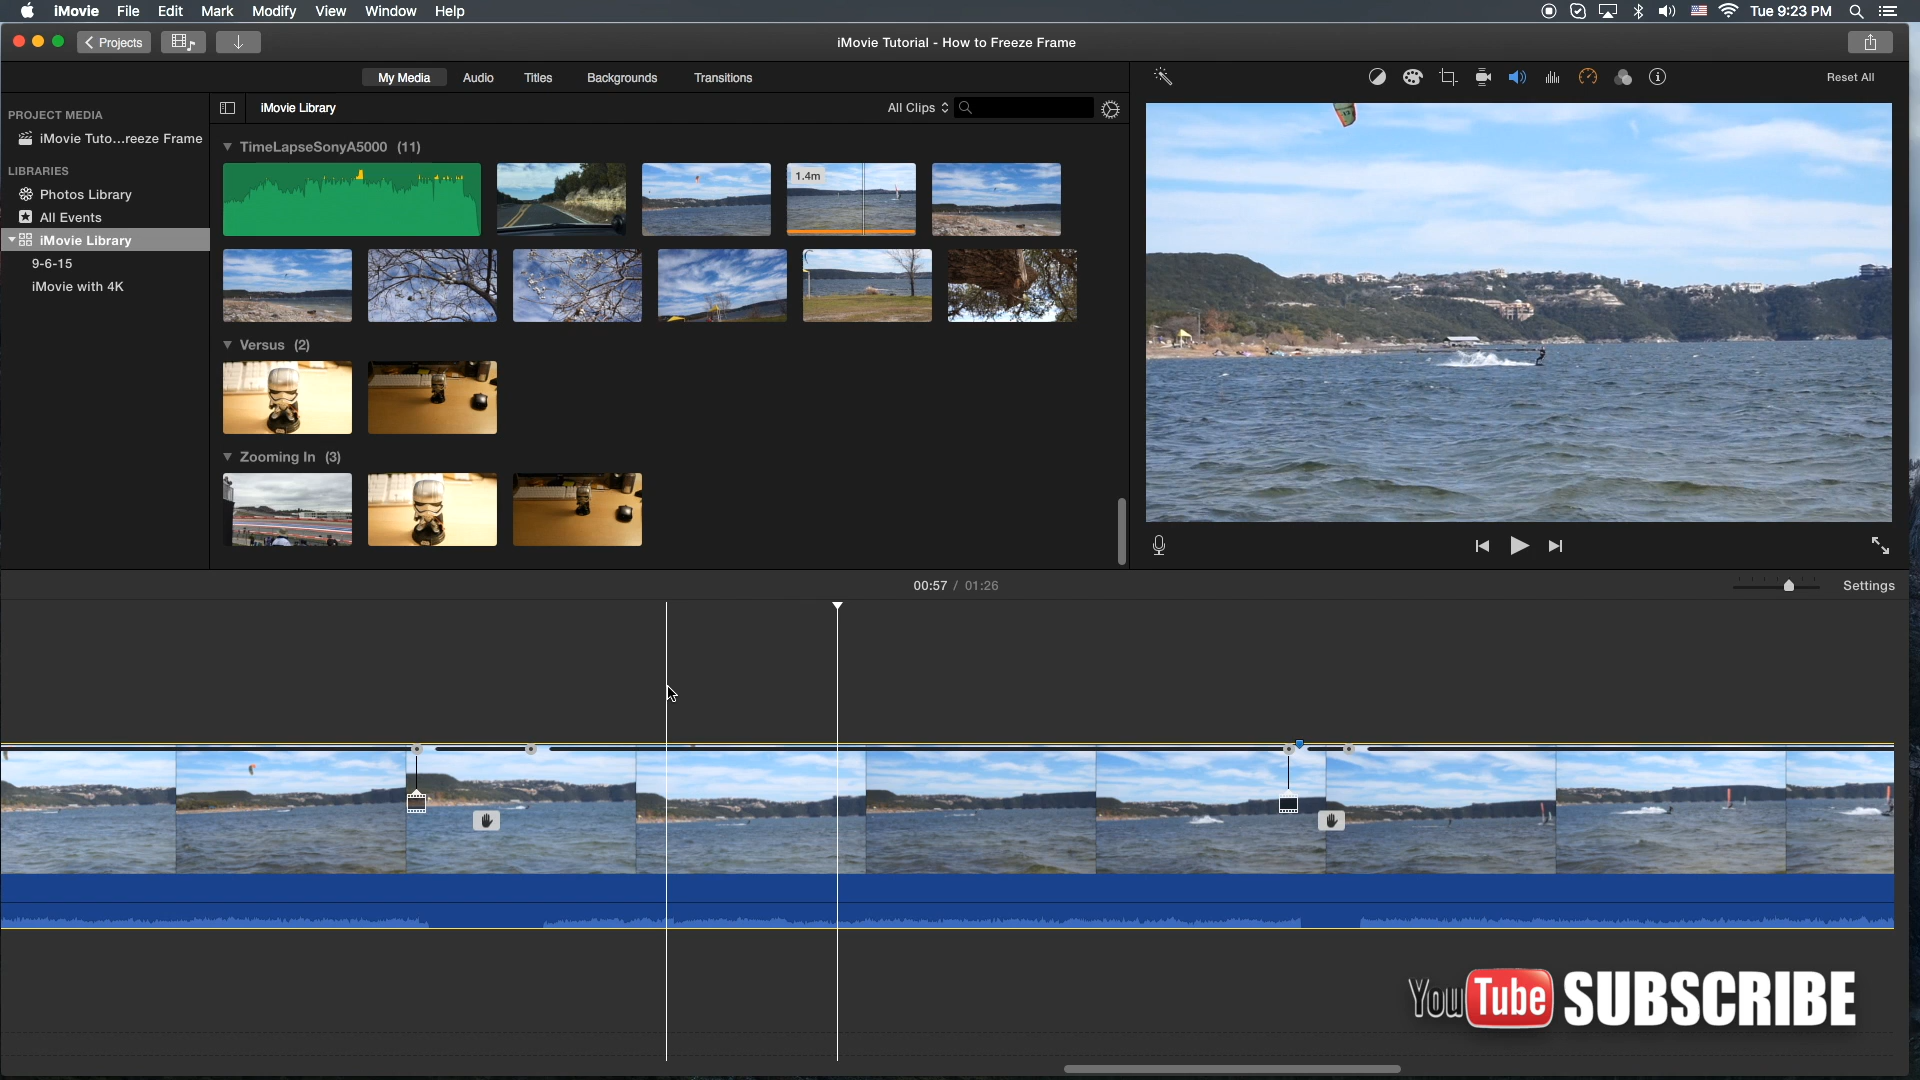 iMovie File Edit Mark Modify View Window Help Tue 9:23 PM
Projects iMovie Tutorial - How to Freeze Frame
My Media Audio Titles Backgrounds Transitions Reset All
PROJECT MEDIA iMovie Library All Clips
iMovie Tuto...reeze Frame
TimeLapseSonyA5000 (11)
LIBRARIES
1.4m
Photos Library
All Events
iMovie Library
9-6-15
iMovie with 4K
Versus (2)
Zooming In (3)
00:57 / 01:26 Settings
YouTube SUBSCRIBE